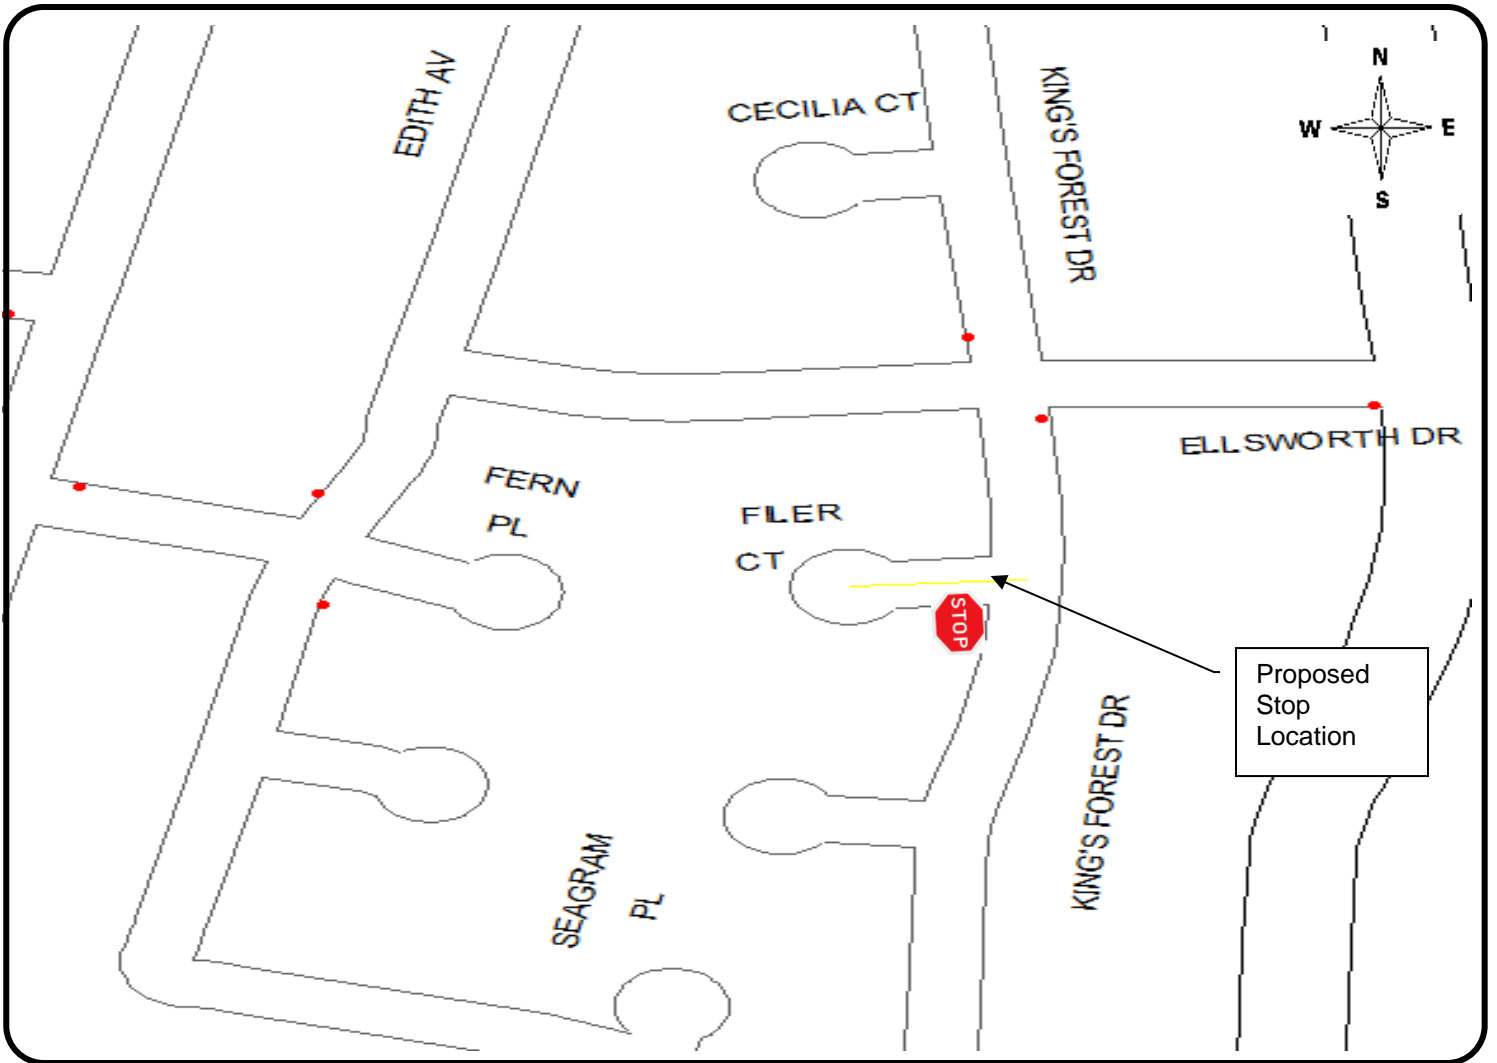 N
W E
S
EDITH AV
CECILIA CT
KING'S FOREST DR
ELLSWORTH DR
FERN
PL
FILER
CT
STOP
Proposed
Stop
Location
KING'S FOREST DR
SEAGRAM
PL